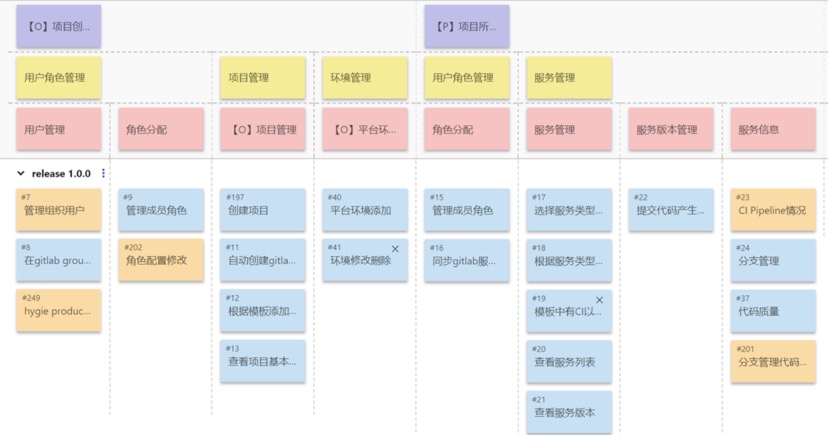 【O】项目创...
【P】项目所...
用户角色管理
项目管理
环境管理
用户角色管理
服务管理
用户管理
角色分配
【O】项目管理
【O】平台环...
角色分配
服务管理
服务版本管理
服务信息
release 1.0.0
#7
管理组织用户
#9
管理成员角色
#197
创建项目
#40
平台环境添加
#15
管理成员角色
#17
选择服务类型...
#22
提交代码产生...
#23
CI Pipeline情况
#8
在gitlab grou...
#202
角色配置修改
#11
自动创建gitla...
#41
环境修改删除
#16
同步gitlab服...
#18
根据服务类型...
#24
分支管理
#249
hygie produc...
#12
根据模板添加...
#19
模板中有CI以...
#37
代码质量
#13
查看项目基本...
#20
查看服务列表
#201
分支管理代码...
#21
查看服务版本